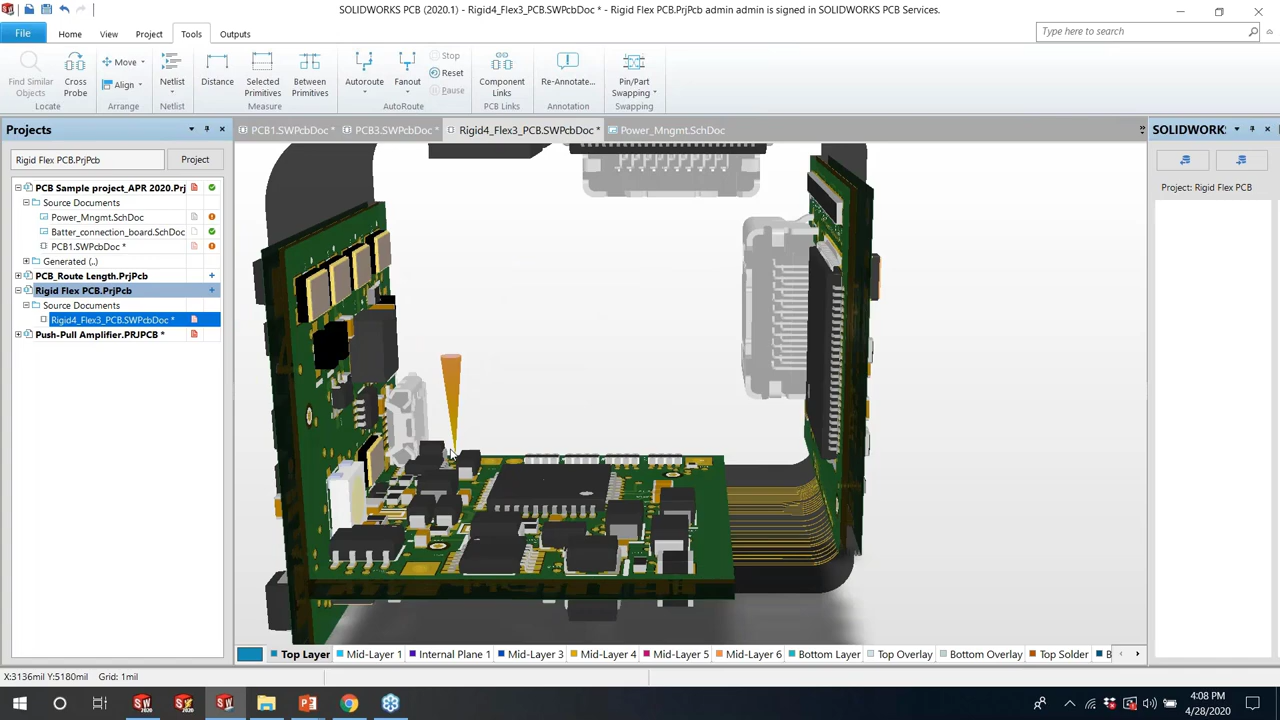 SOLIDWORKS PCB (2020.1) - Rigid4_Flex3_PCB.SWPcbDoc * - Rigid Flex PCB.PrjPcb admin admin is signed in SOLIDWORKS PCB Services.
File Home View Project Tools Outputs
Type here to search
Find Similar Objects
Cross Probe
Locate
Move
Align
Arrange
Netlist
Netlist
Distance
Selected Primitives
Between Primitives
Measure
Autoroute
Fanout
Stop
Reset
Pause
AutoRoute
Component Links
PCB Links
Re-Annotate...
Annotation
Pin/Part Swapping
Swapping
Projects
PCB1.SWPcbDoc *
PCB3.SWPcbDoc *
Rigid4_Flex3_PCB.SWPcbDoc *
Power_Mngmt.SchDoc
SOLIDWORKS
Rigid Flex PCB.PrjPcb
Project
Project: Rigid Flex PCB
PCB Sample project_APR 2020.Prj
Source Documents
Power_Mngmt.SchDoc
Batter_connection_board.SchDoc
PCB1.SWPcbDoc *
Generated (..)
PCB_Route Length.PrjPcb
Rigid Flex PCB.PrjPcb
Source Documents
Rigid4_Flex3_PCB.SWPcbDoc *
Push-Pull Amplifier.PRJPCB *
Top Layer Mid-Layer 1 Internal Plane 1 Mid-Layer 3 Mid-Layer 4 Mid-Layer 5 Mid-Layer 6 Bottom Layer Top Overlay Bottom Overlay Top Solder B
X:3136mil Y:5180mil Grid: 1mil
4:08 PM
4/28/2020